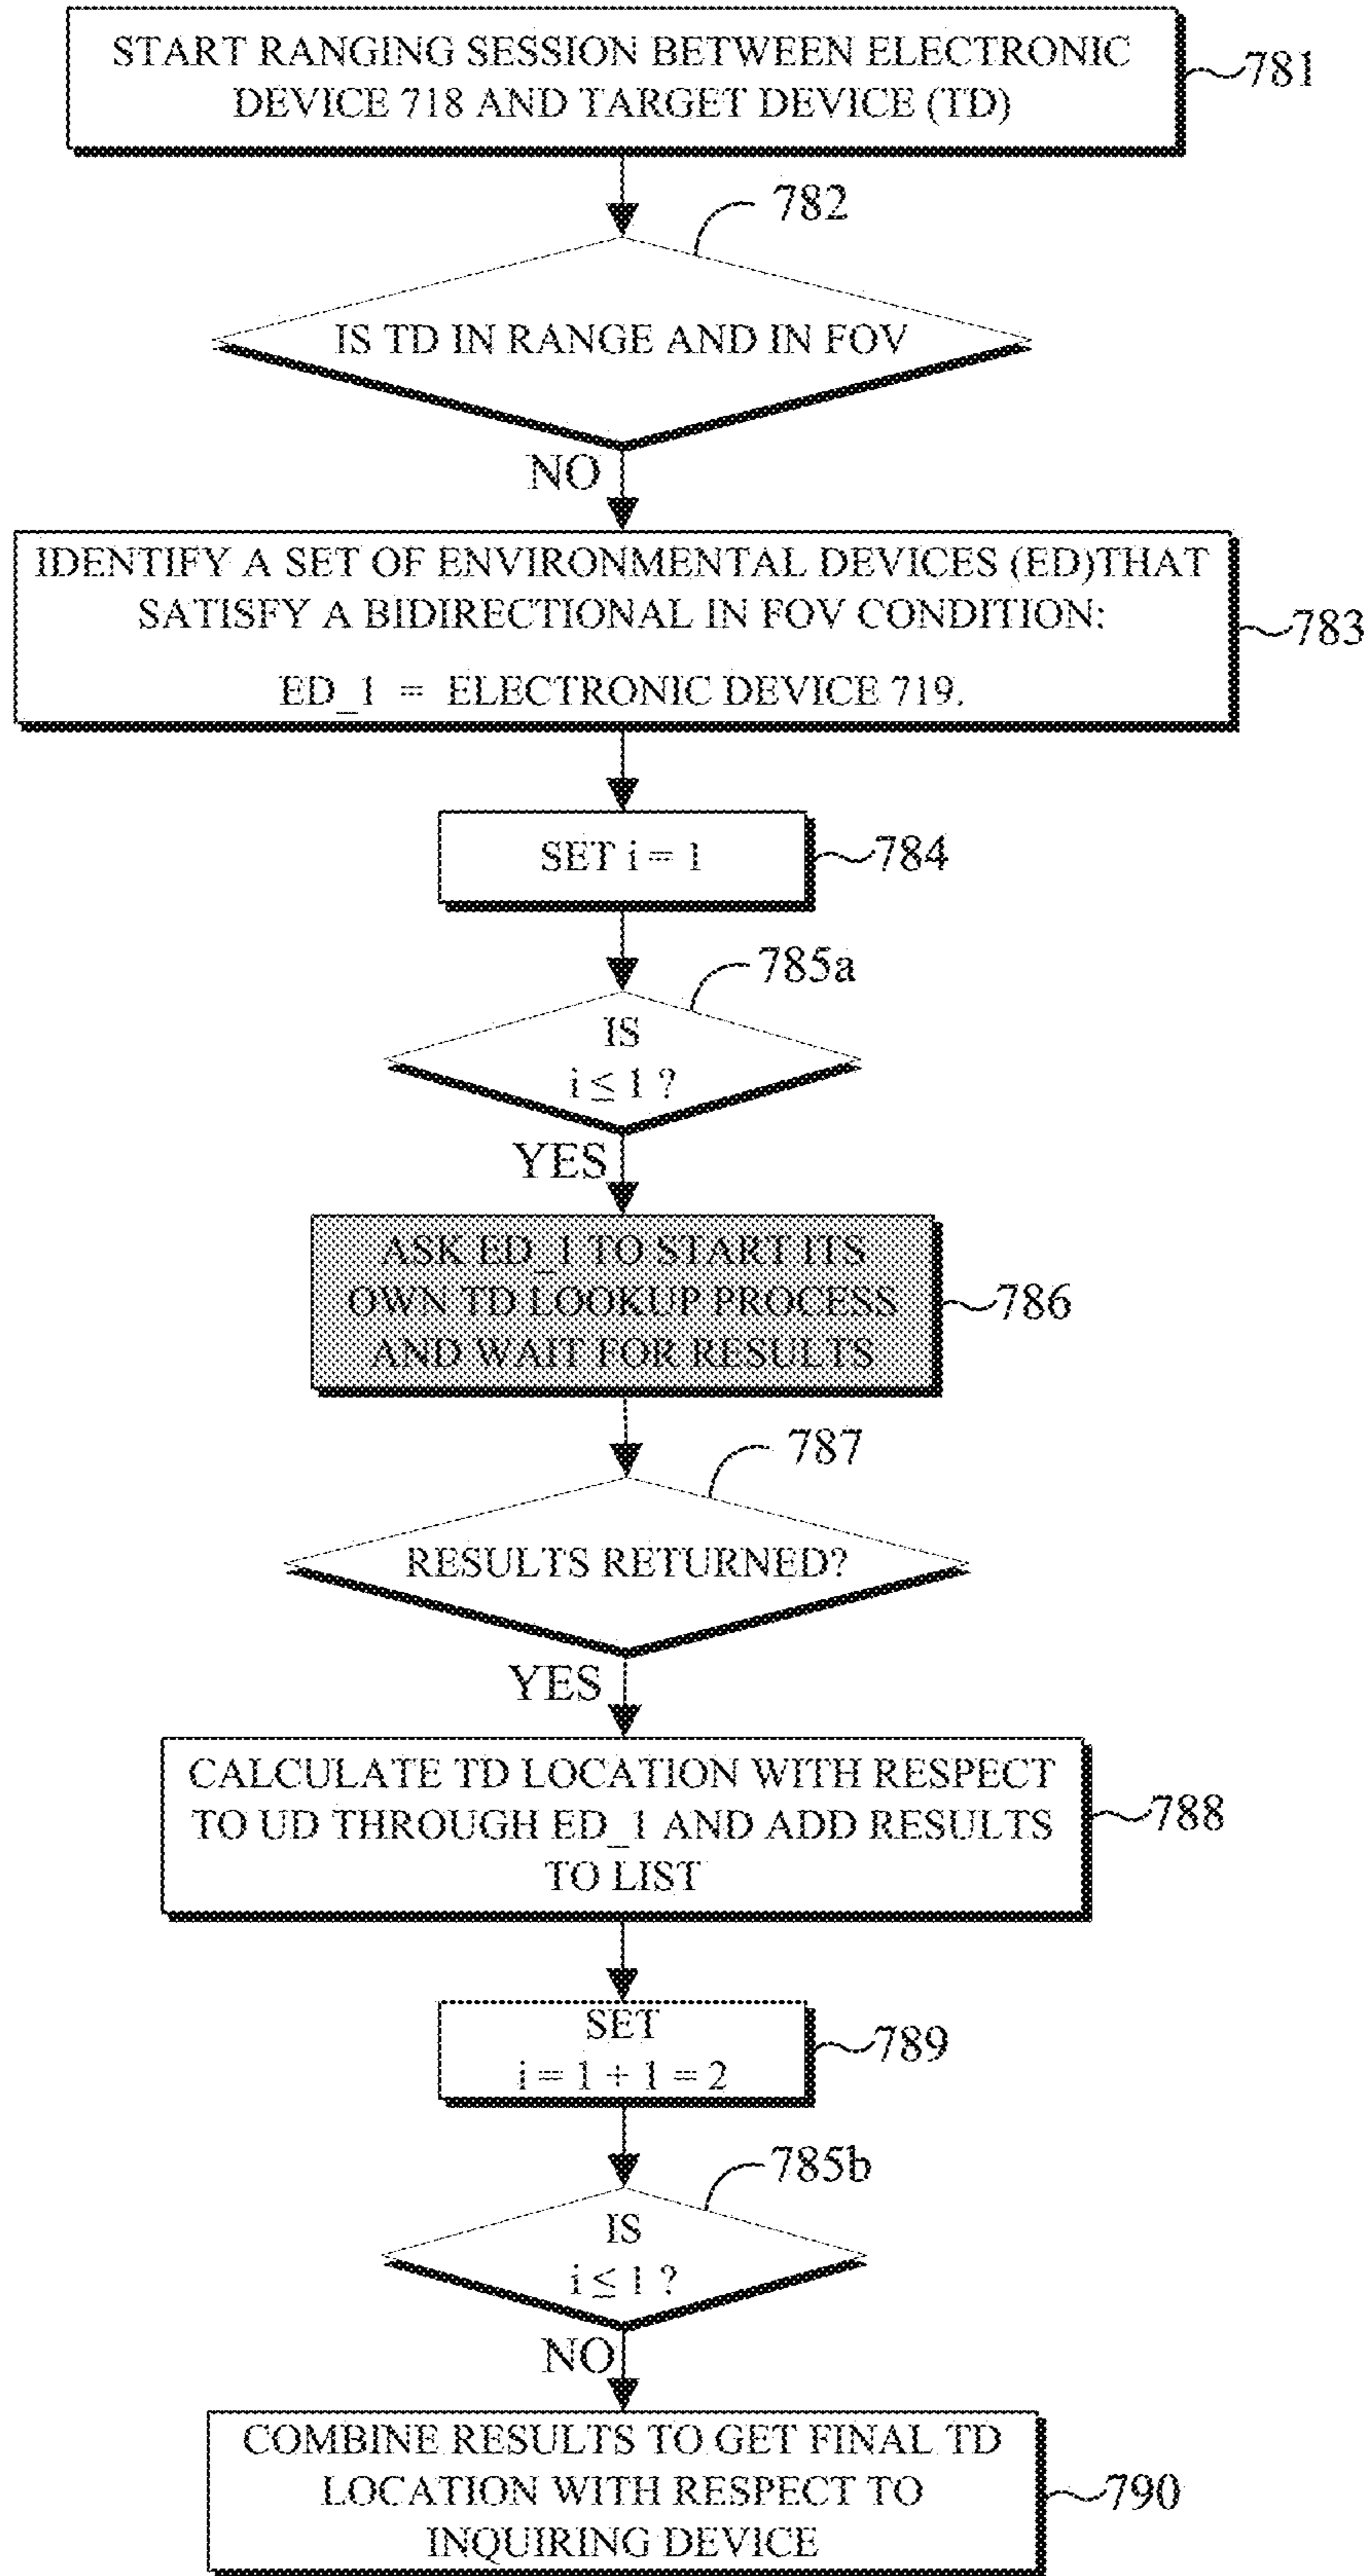 START RANGING SESSION BETWEEN ELECTRONIC
DEVICE 718 AND TARGET DEVICE (TD)
781
782
IS TD IN RANGE AND IN FOV
NO
IDENTIFY A SET OF ENVIRONMENTAL DEVICES (ED)THAT
SATISFY A BIDIRECTIONAL IN FOV CONDITION:
ED_1 = ELECTRONIC DEVICE 719.
783
SET i = 1
784
785a
IS
i ≤ 1 ?
YES
ASK ED_1 TO START ITS
OWN TD LOOKUP PROCESS
AND WAIT FOR RESULTS
786
787
RESULTS RETURNED?
YES
CALCULATE TD LOCATION WITH RESPECT
TO UD THROUGH ED_1 AND ADD RESULTS
TO LIST
788
SET
i = 1 + 1 = 2
789
785b
IS
i ≤ 1 ?
NO
COMBINE RESULTS TO GET FINAL TD
LOCATION WITH RESPECT TO
INQUIRING DEVICE
790